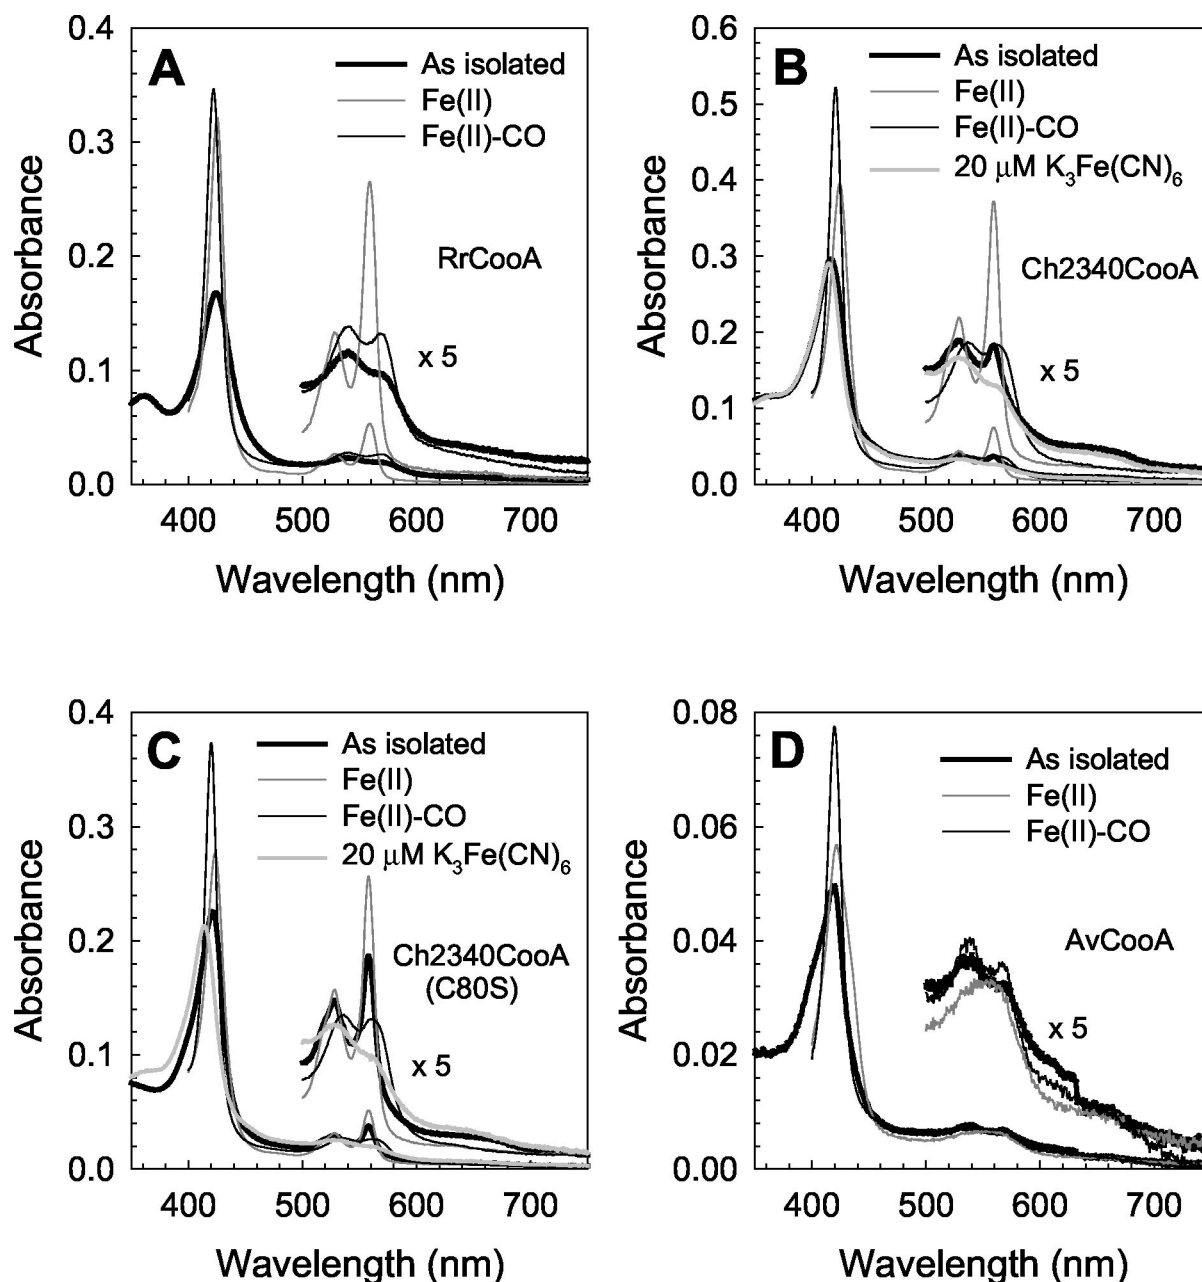 A
As isolated
Fe(II)
Fe(II)-CO
RrCooA
x 5
0.4
0.3
0.2
0.1
0.0
400 500 600 700
Absorbance
Wavelength (nm)
B
As isolated
Fe(II)
Fe(II)-CO
20 μM K₃Fe(CN)₆
Ch2340CooA
x 5
0.6
0.5
0.4
0.3
0.2
0.1
0.0
400 500 600 700
Absorbance
Wavelength (nm)
C
As isolated
Fe(II)
Fe(II)-CO
20 μM K₃Fe(CN)₆
Ch2340CooA
(C80S)
x 5
0.4
0.3
0.2
0.1
0.0
400 500 600 700
Absorbance
Wavelength (nm)
D
As isolated
Fe(II)
Fe(II)-CO
AvCooA
x 5
0.08
0.06
0.04
0.02
0.00
400 500 600 700
Absorbance
Wavelength (nm)